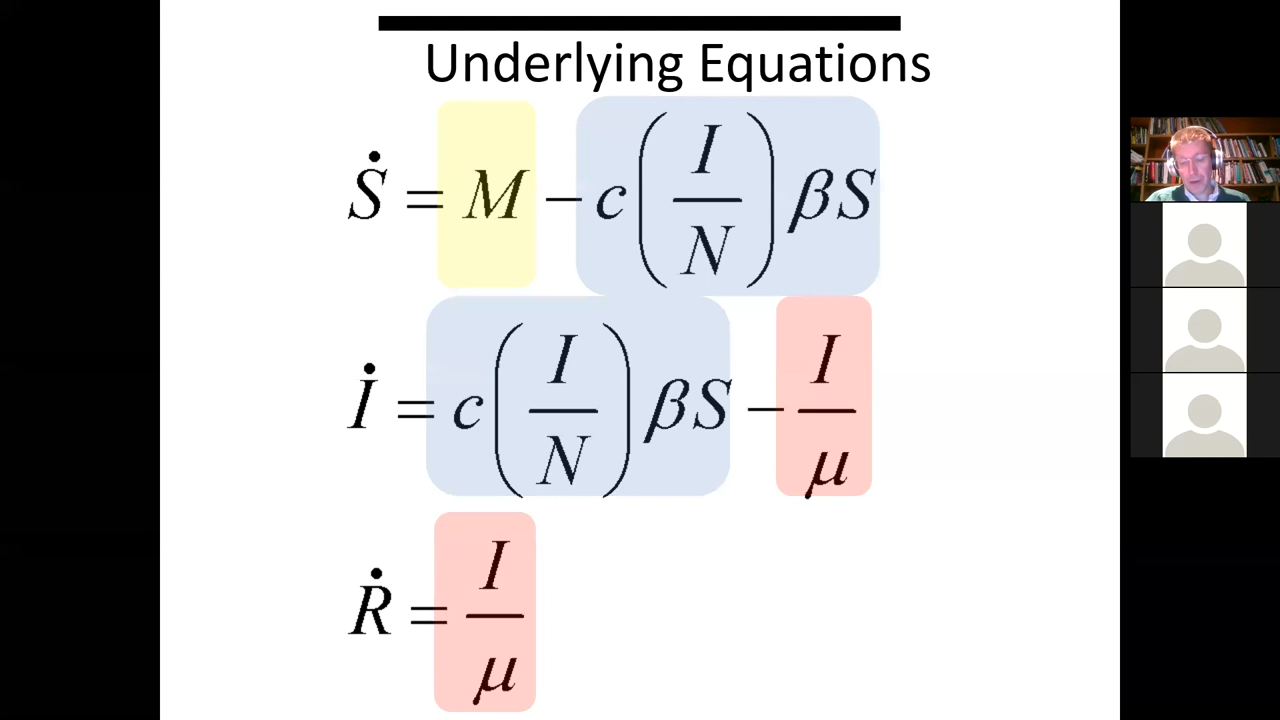 Underlying Equations
Ṡ = M − c(I/N)βS
İ = c(I/N)βS − I/μ
Ṙ = I/μ